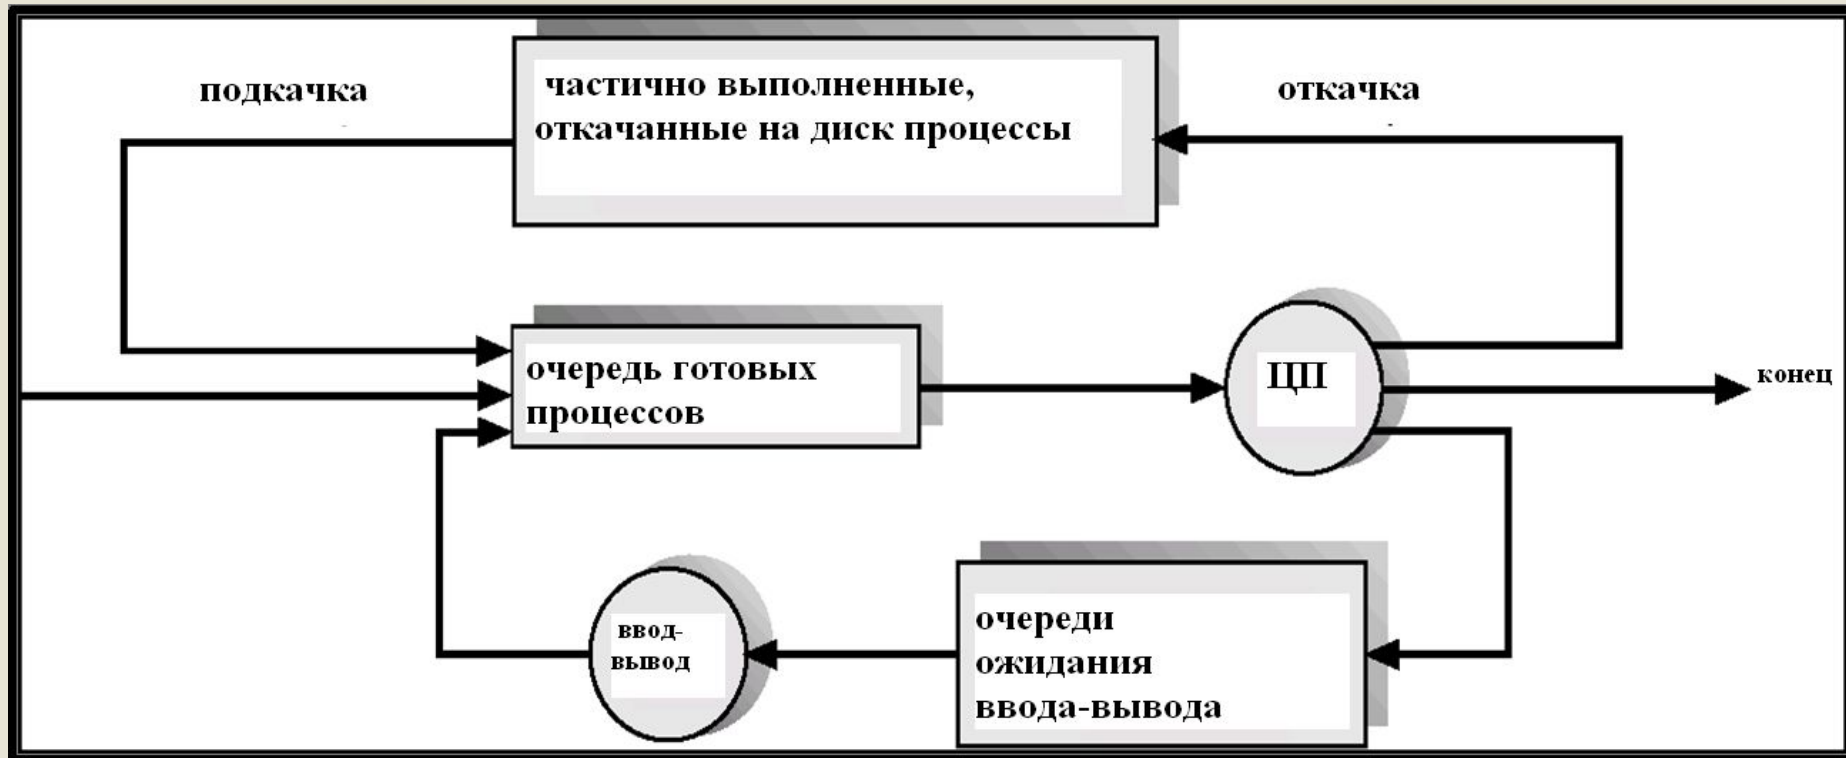 подкачка
частично выполненные,
откачанные на диск процессы
откачка
очередь готовых
процессов
ЦП
конец
ввод-
вывод
очереди
ожидания
ввода-вывода